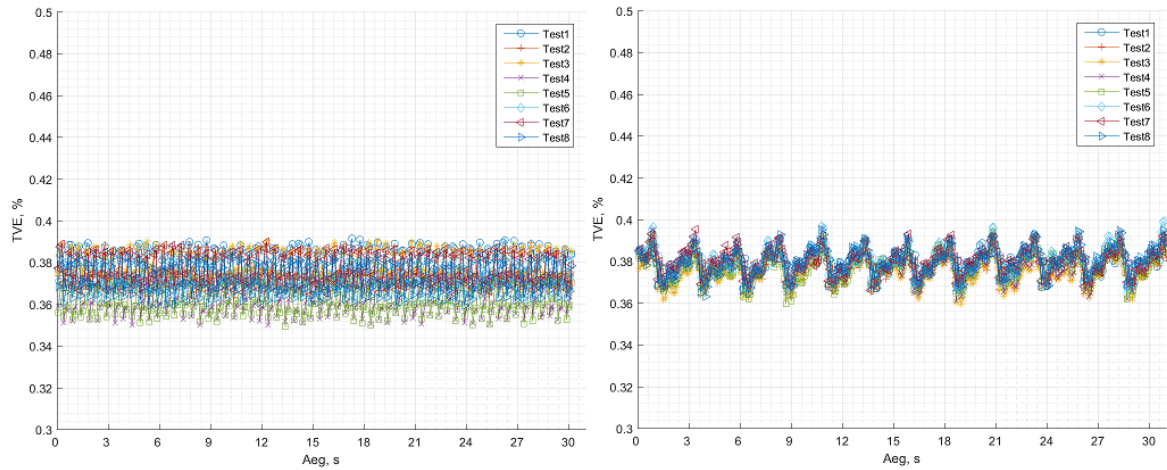 0.5
0.48
0.46
0.44
0.42
0.4
0.38
0.36
0.34
0.32
0.3
TVE, %
0 3 6 9 12 15 18 21 24 27 30
Aeg, s
Test1
Test2
Test3
Test4
Test5
Test6
Test7
Test8
0.5
0.48
0.46
0.44
0.42
0.4
0.38
0.36
0.34
0.32
0.3
TVE, %
0 3 6 9 12 15 18 21 24 27 30
Aeg, s
Test1
Test2
Test3
Test4
Test5
Test6
Test7
Test8